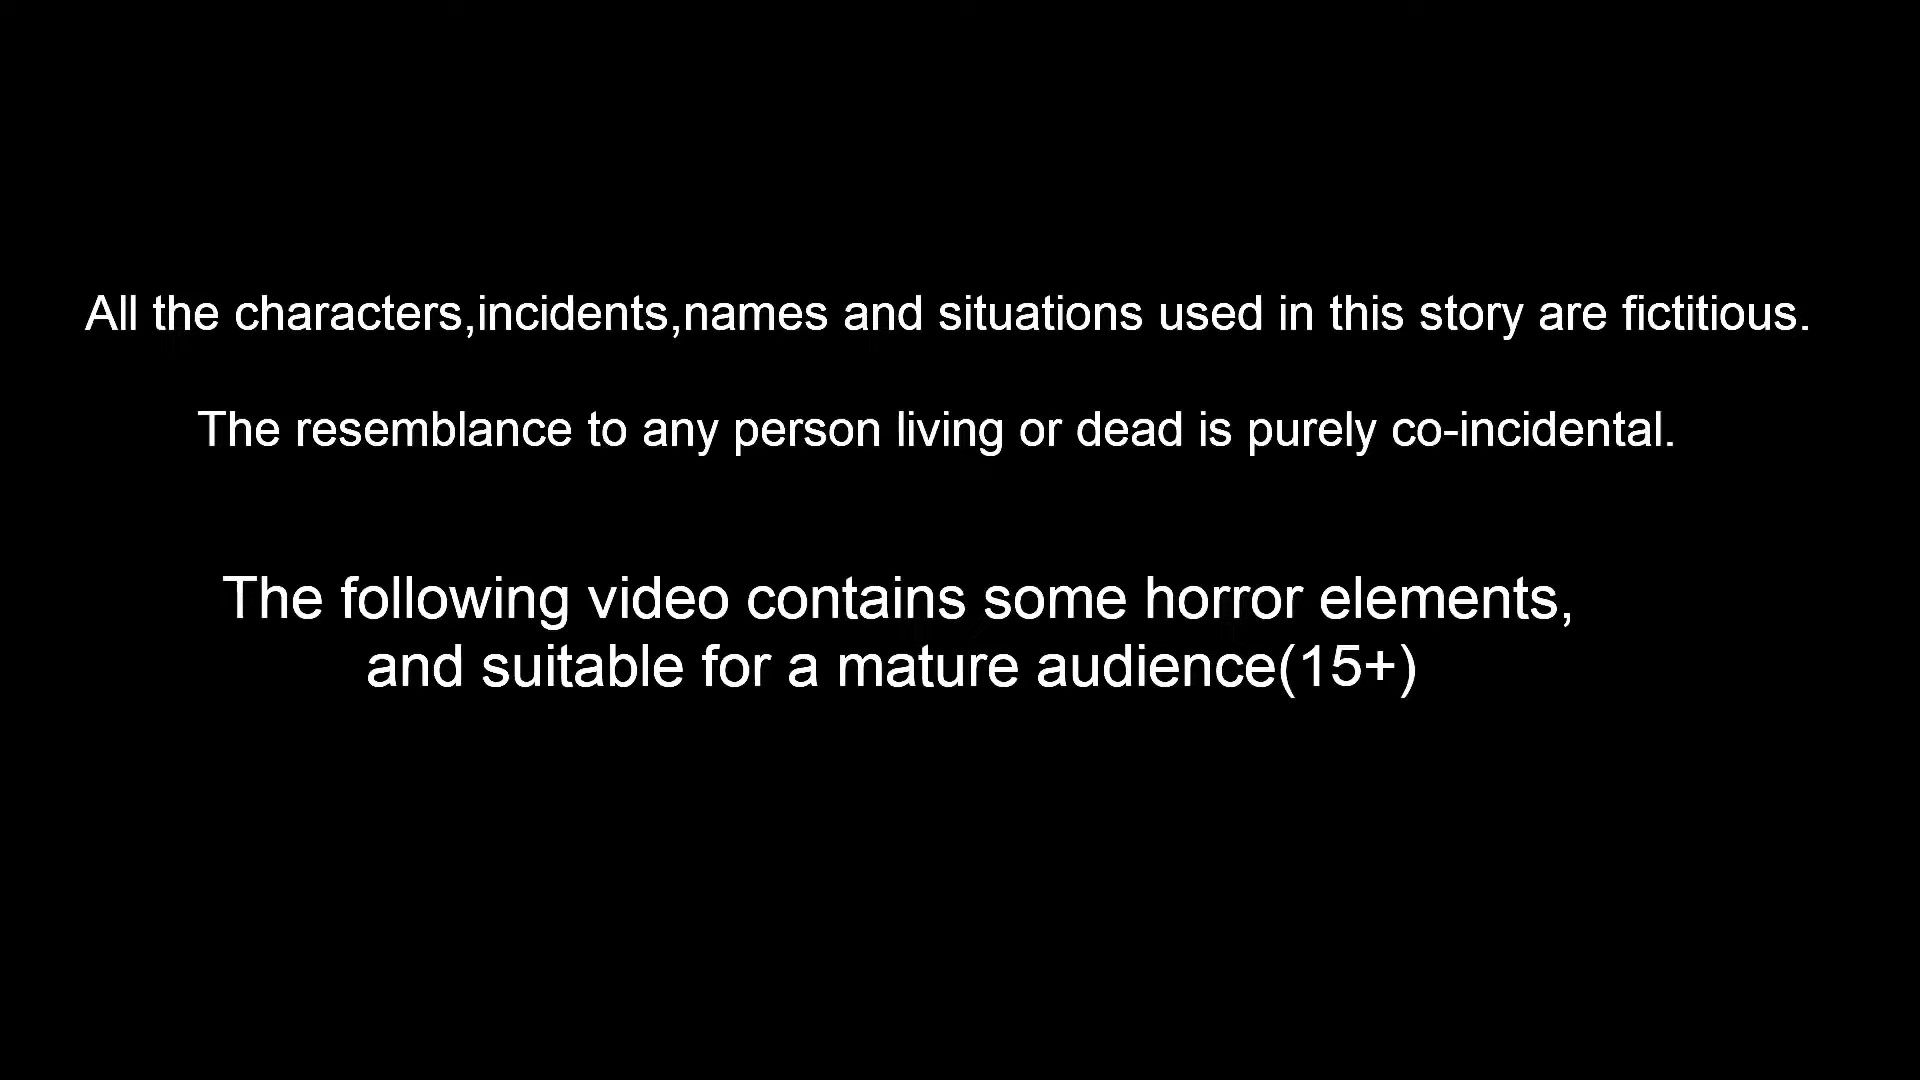 All the characters,incidents,names and situations used in this story are fictitious.
The resemblance to any person living or dead is purely co-incidental.
The following video contains some horror elements,
and suitable for a mature audience(15+)